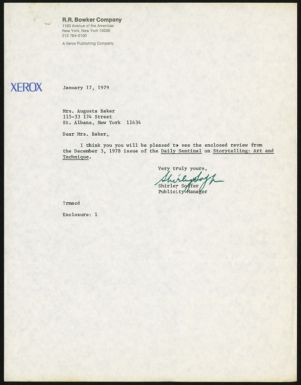 R.R. Bowker Company
1180 Avenue of the Americas
New York, New York 10036
212 764-5100
A Xerox Publishing Company
XEROX
January 17, 1979
Mrs. Augusta Baker
115-33 174 Street
St. Albans, New York 11434
Dear Mrs. Baker,
I think you you will be pleased to see the enclosed review from
the December 3, 1978 issue of the Daily Sentinel on Storytelling: Art and
Technique.
Very truly yours,
Shirley Soffer
Publicity Manager
Enclosure: 1